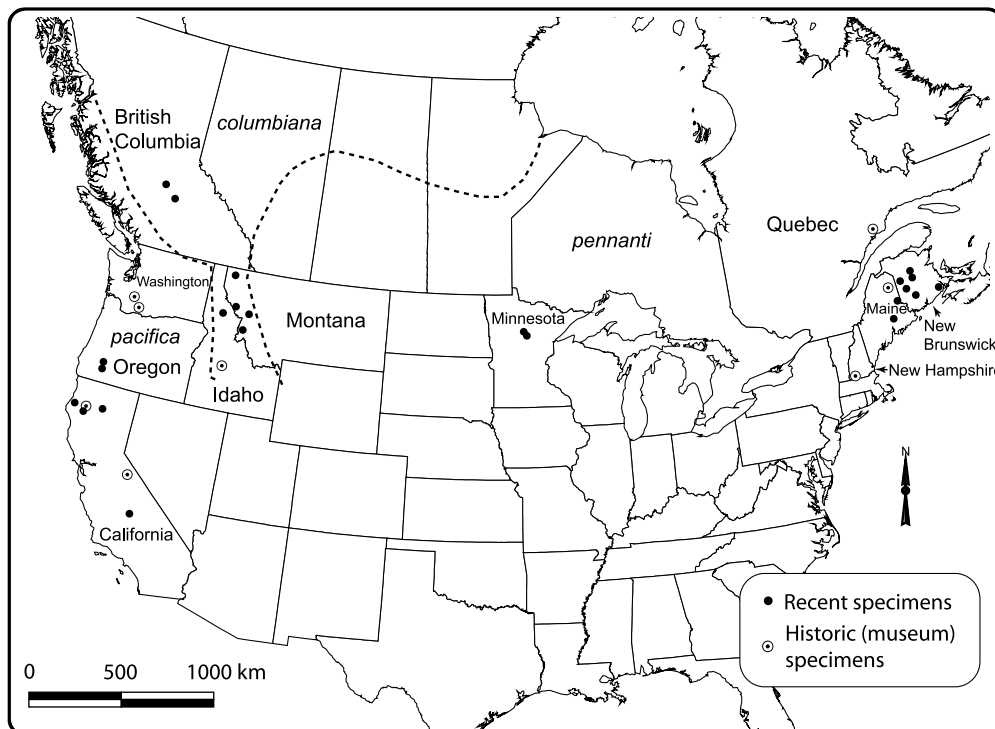 British
Columbia
columbiana
pennanti
Quebec
Washington
pacifica
Oregon
Idaho
Montana
Minnesota
Maine
New
Brunswick
New Hampshire
California
N
Recent specimens
Historic (museum)
specimens
0 500 1000 km